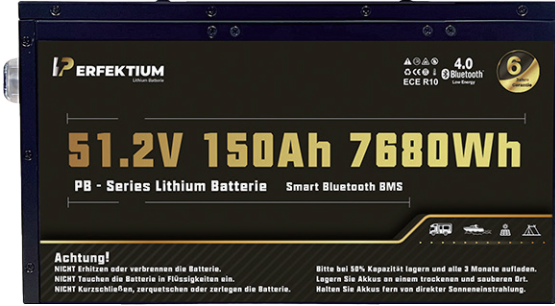 PERFEKTIUM
Lithium Batterie
ECE R10
4.0
Bluetooth
Low Energy
6
Garantie
51.2V 150Ah 7680Wh
PB - Series Lithium Batterie Smart Bluetooth BMS
Achtung!
NICHT Erhitzen oder verbrennen die Batterie.
NICHT Tauchen die Batterie in Flüssigkeiten ein.
NICHT Kurzschließen, zerquetschen oder zerlegen die Batterie.
Bitte bei 50% Kapazität lagern und alle 3 Monate aufladen.
Lagern Sie Akkus an einem trockenen und sauberen Ort.
Halten Sie Akkus fern von direkter Sonneneinstrahlung.